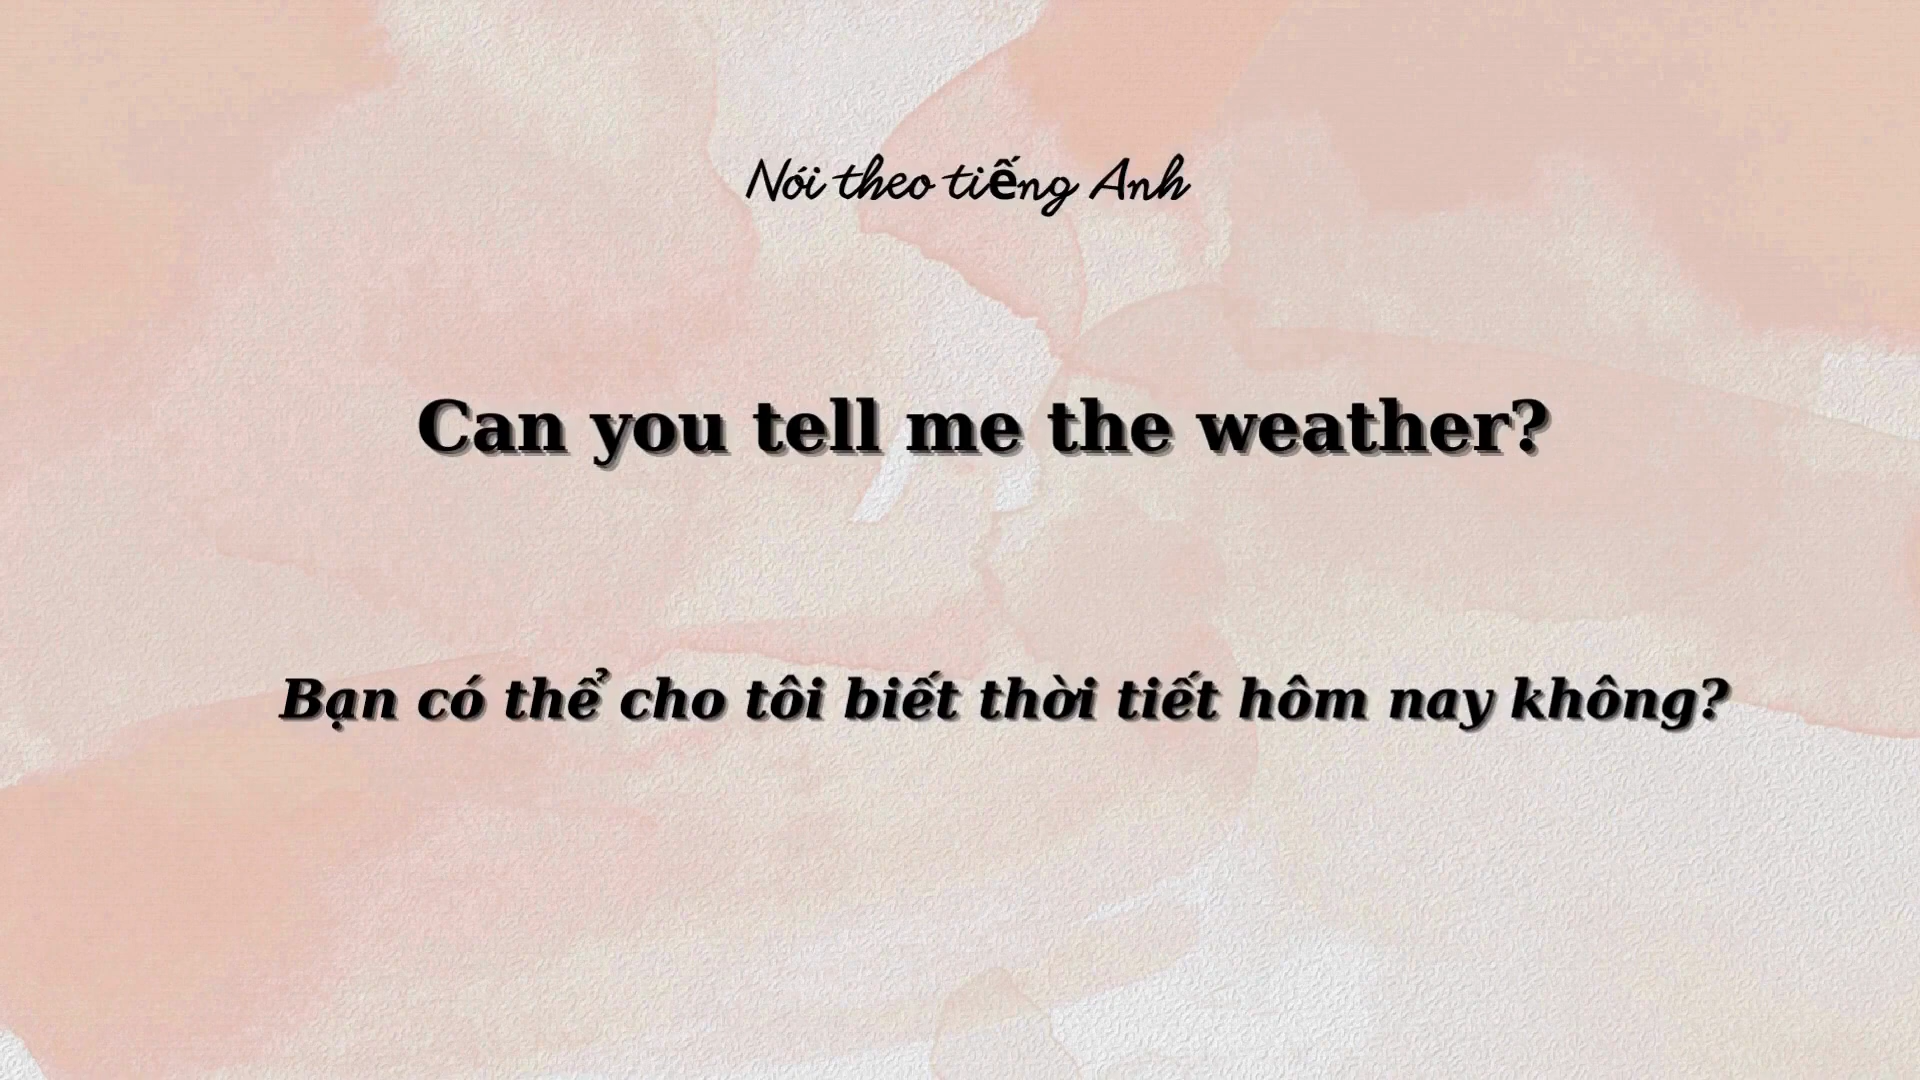 Nói theo tiếng Anh
Can you tell me the weather?
Bạn có thể cho tôi biết thời tiết hôm nay không?